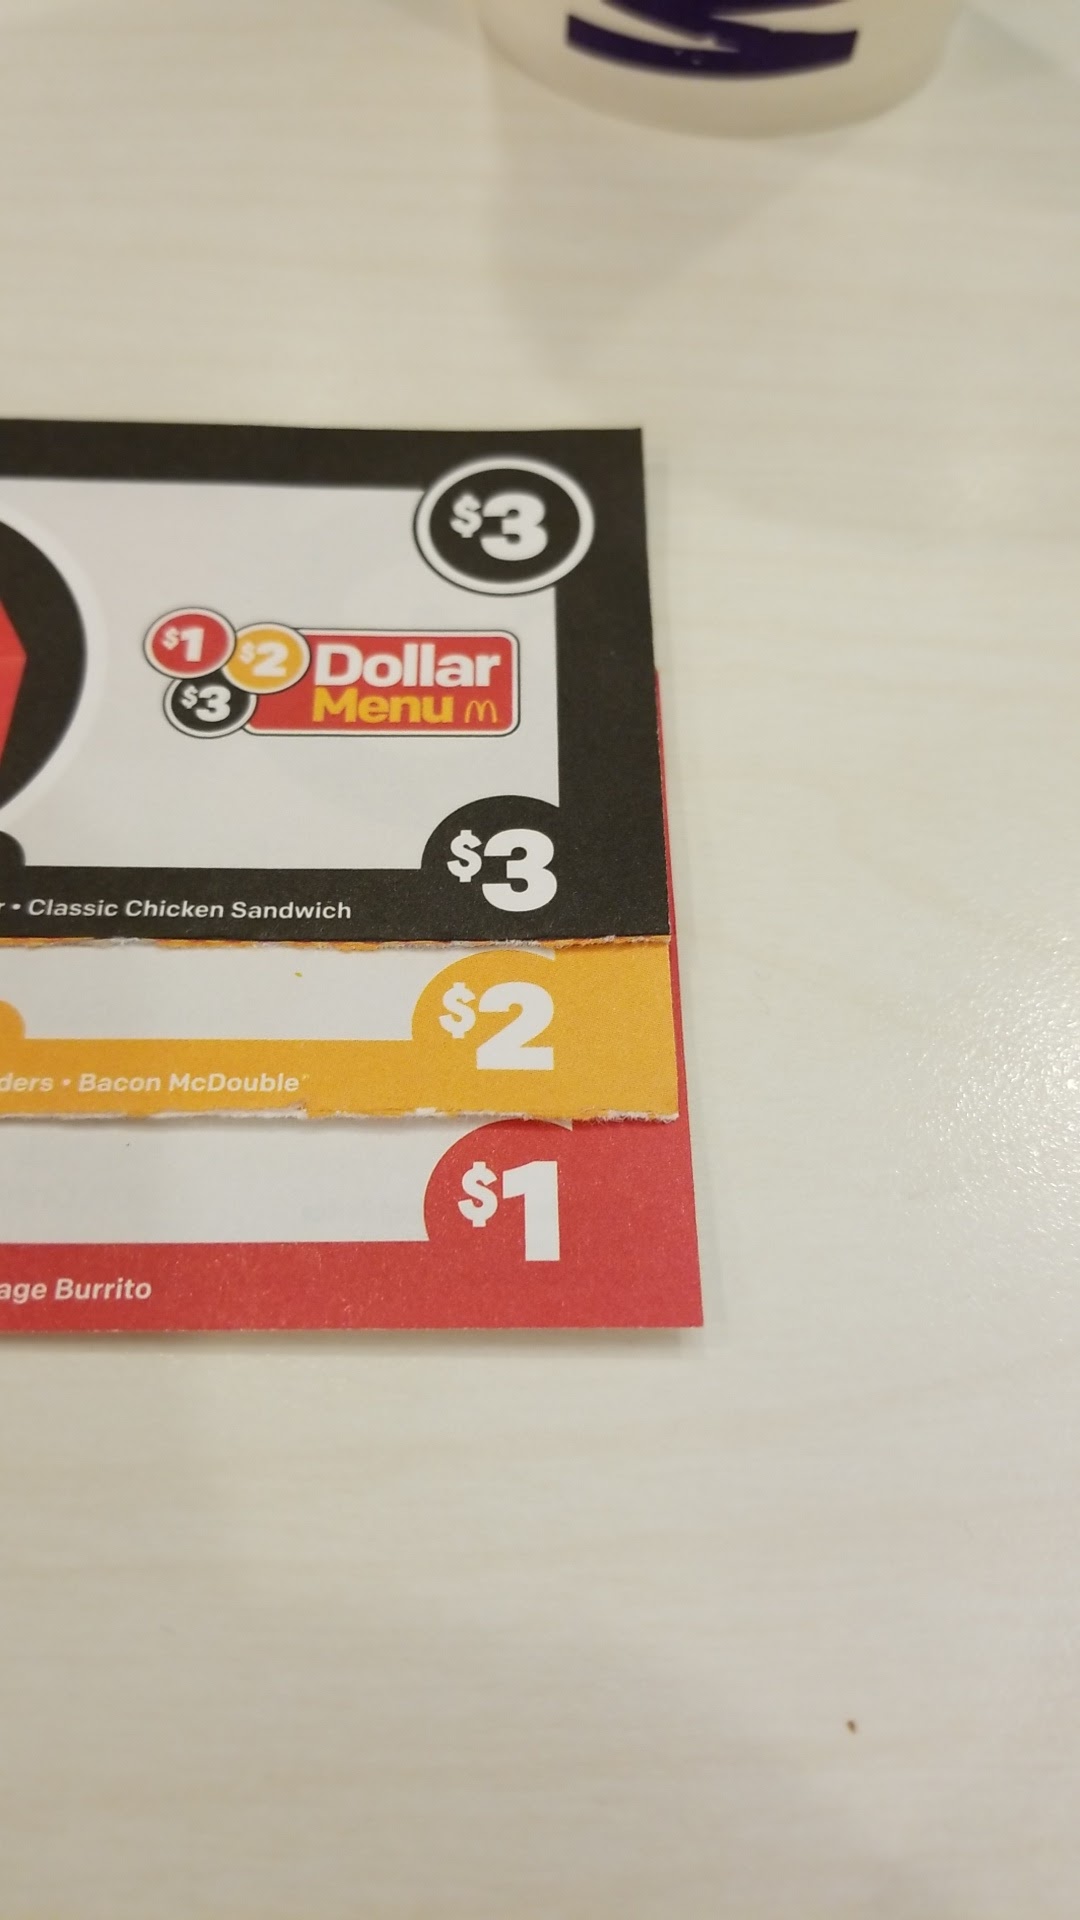 $3
$1 $2 Dollar
$3 Menu
$3
• Classic Chicken Sandwich
$2
• Bacon McDouble
$1
Burrito